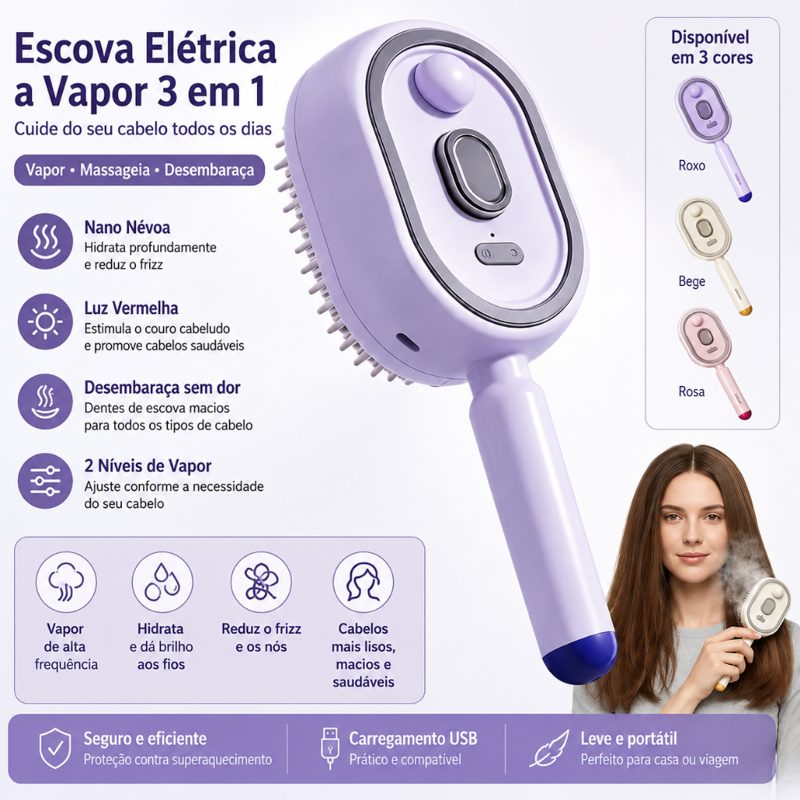 Escova Elétrica
a Vapor 3 em 1
Cuide do seu cabelo todos os dias
Vapor • Massageia • Desembaraça
Nano Névoa
Hidrata profundamente
e reduz o frizz
Luz Vermelha
Estimula o couro cabeludo
e promove cabelos saudáveis
Desembaraça sem dor
Dentes de escova macios
para todos os tipos de cabelo
2 Níveis de Vapor
Ajuste conforme a necessidade
do seu cabelo
Vapor
de alta
frequência
Hidrata
e dá brilho
aos fios
Reduz o frizz
e os nós
Cabelos
mais lisos,
macios e
saudáveis
Disponível
em 3 cores
Roxo
Bege
Rosa
Seguro e eficiente
Proteção contra superaquecimento
Carregamento USB
Prático e compatível
Leve e portátil
Perfeito para casa ou viagem